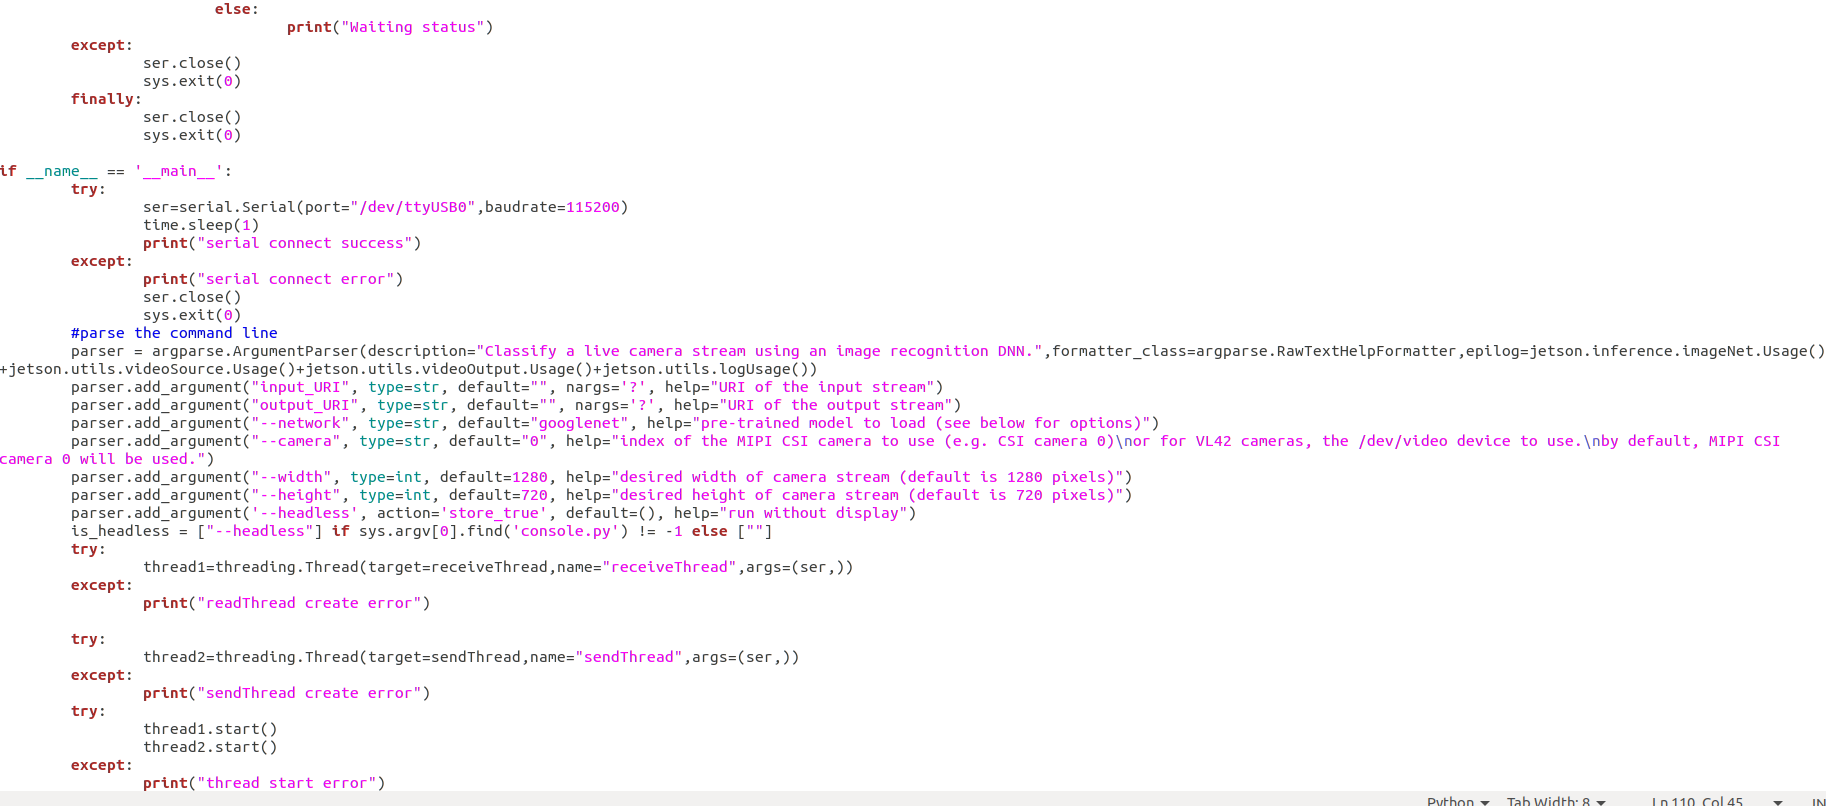 else:
print("Waiting status")
except:
ser.close()
sys.exit(0)
finally:
ser.close()
sys.exit(0)
if __name__ == '__main__':
try:
ser=serial.Serial(port="/dev/ttyUSB0",baudrate=115200)
time.sleep(1)
print("serial connect success")
except:
print("serial connect error")
ser.close()
sys.exit(0)
#parse the command line
parser = argparse.ArgumentParser(description="Classify a live camera stream using an image recognition DNN.",formatter_class=argparse.RawTextHelpFormatter,epilog=jetson.inference.imageNet.Usage()
+jetson.utils.videoSource.Usage()+jetson.utils.videoOutput.Usage()+jetson.utils.logUsage())
parser.add_argument("input_URI", type=str, default="", nargs='?', help="URI of the input stream")
parser.add_argument("output_URI", type=str, default="", nargs='?', help="URI of the output stream")
parser.add_argument("--network", type=str, default="googlenet", help="pre-trained model to load (see below for options)")
parser.add_argument("--camera", type=str, default="0", help="index of the MIPI CSI camera to use (e.g. CSI camera 0)\nor for VL42 cameras, the /dev/video device to use.\nby default, MIPI CSI
camera 0 will be used.")
parser.add_argument("--width", type=int, default=1280, help="desired width of camera stream (default is 1280 pixels)")
parser.add_argument("--height", type=int, default=720, help="desired height of camera stream (default is 720 pixels)")
parser.add_argument('--headless', action='store_true', default=(), help="run without display")
is_headless = ["--headless"] if sys.argv[0].find('console.py') != -1 else [""]
try:
thread1=threading.Thread(target=receiveThread,name="receiveThread",args=(ser,))
except:
print("readThread create error")
try:
thread2=threading.Thread(target=sendThread,name="sendThread",args=(ser,))
except:
print("sendThread create error")
try:
thread1.start()
thread2.start()
except:
print("thread start error")
Python Tab Width: 8 Ln 110, Col 45 IN